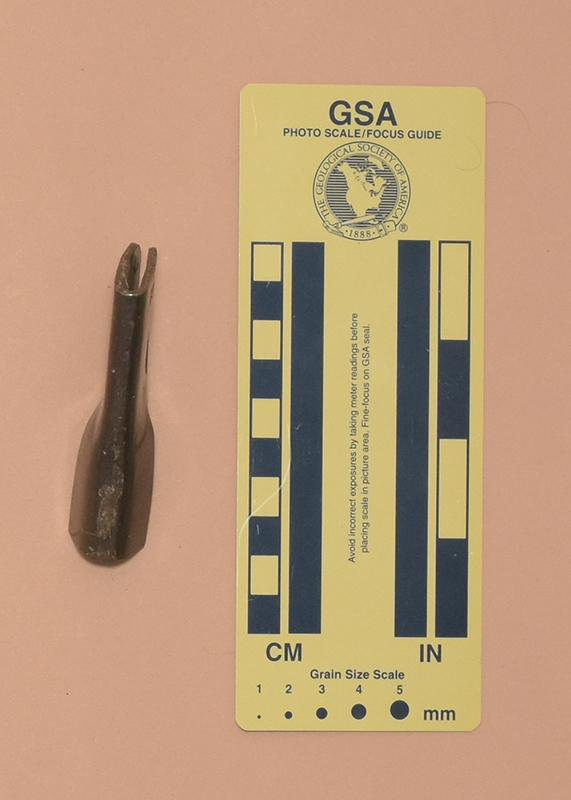 GSA
PHOTO SCALE/FOCUS GUIDE
THE GEOLOGICAL SOCIETY OF AMERICA
· 1888 ·
®
Avoid incorrect exposures by taking meter readings before
placing scale in picture area. Fine-focus on GSA seal.
CM
IN
Grain Size Scale
1 2 3 4 5
mm